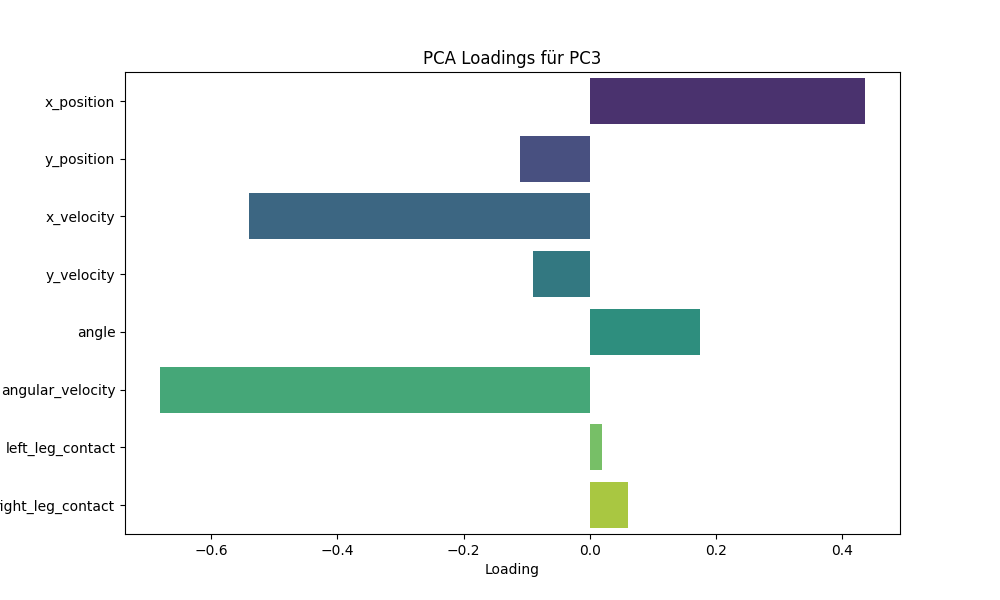 PCA Loadings für PC3
x_position
y_position
x_velocity
y_velocity
angle
angular_velocity
left_leg_contact
right_leg_contact
−0.6 −0.4 −0.2 0.0 0.2 0.4
Loading